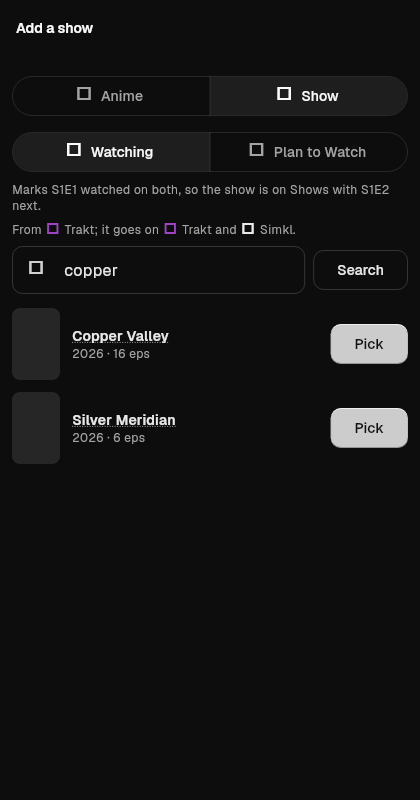 Add a show
Anime
Show
Watching
Plan to Watch
Marks S1E1 watched on both, so the show is on Shows with S1E2
next.
From Trakt; it goes on Trakt and Simkl.
copper
Search
Copper Valley
2026 · 16 eps
Pick
Silver Meridian
2026 · 6 eps
Pick